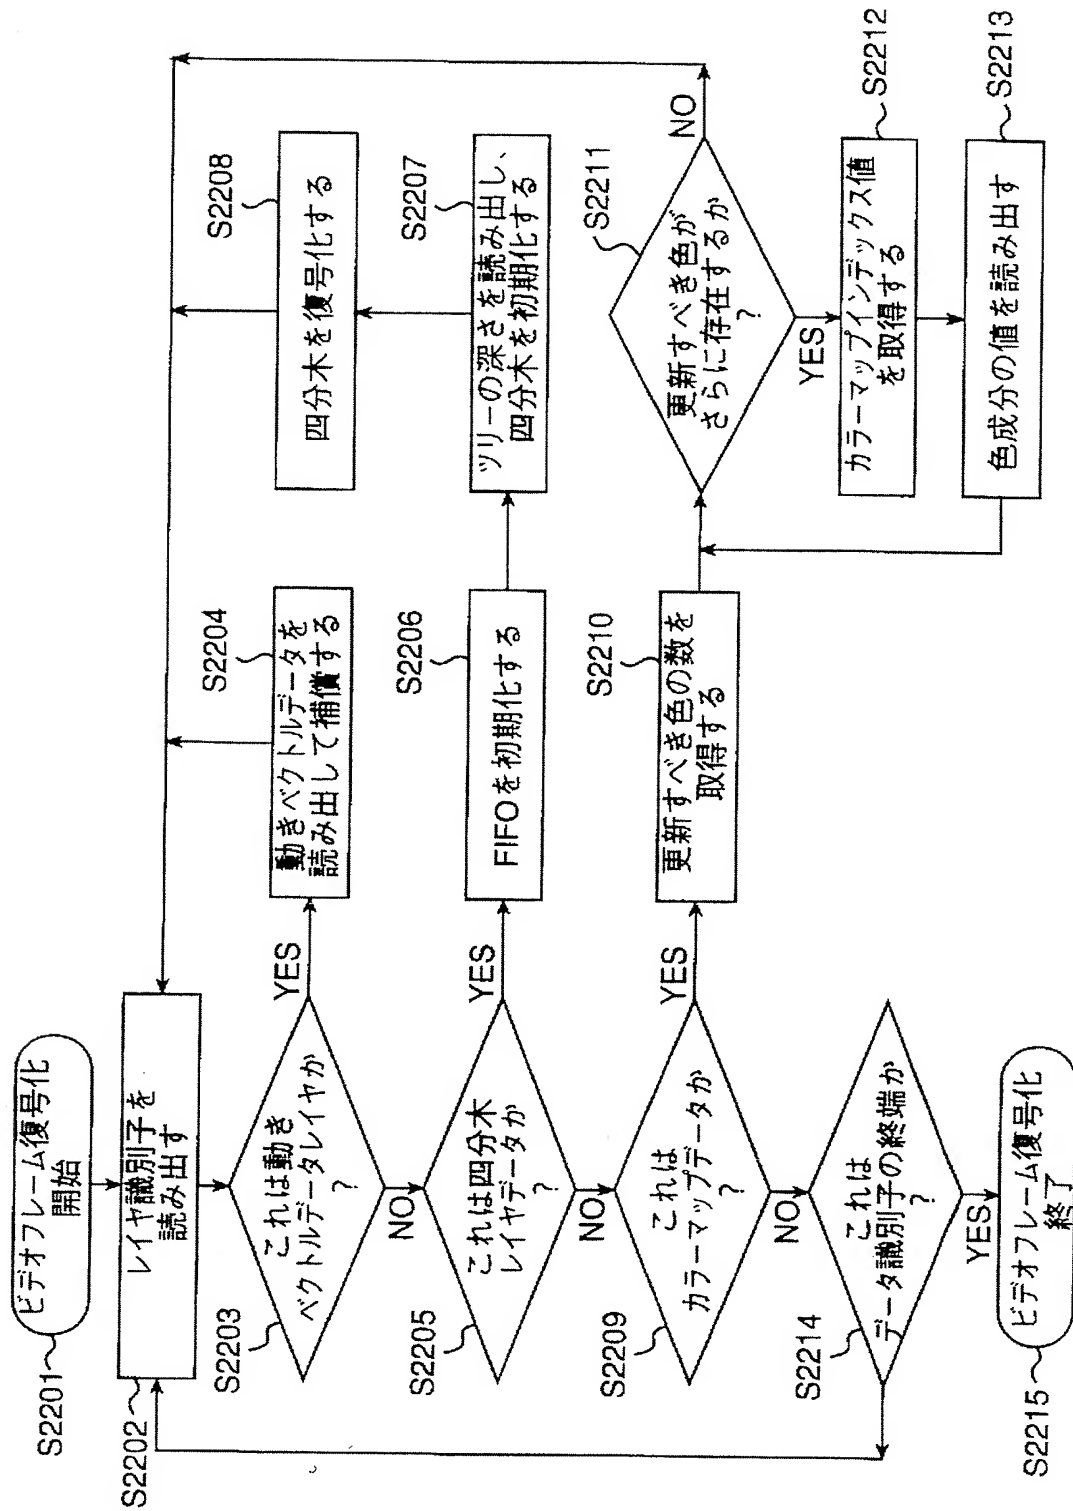 S2201
ビデオフレーム復号化
開始
S2202
レイヤ識別子を
読み出す
S2203
これは動き
ベクトルデータレイヤか
?
YES
NO
S2204
動きベクトルデータを
読み出して補償する
S2205
これは四分木
レイヤデータか
?
YES
NO
S2206
FIFOを初期化する
S2207
ツリーの深さを読み出し、
四分木を初期化する
S2208
四分木を復号化する
S2209
これは
カラーマップデータか
?
YES
NO
S2210
更新すべき色の数を
取得する
S2211
更新すべき色が
さらに存在するか
?
NO
YES
S2212
カラーマップインデックス値
を取得する
S2213
色成分の値を読み出す
S2214
これは
データ識別子の終端か
?
YES
S2215
ビデオフレーム復号化
終了